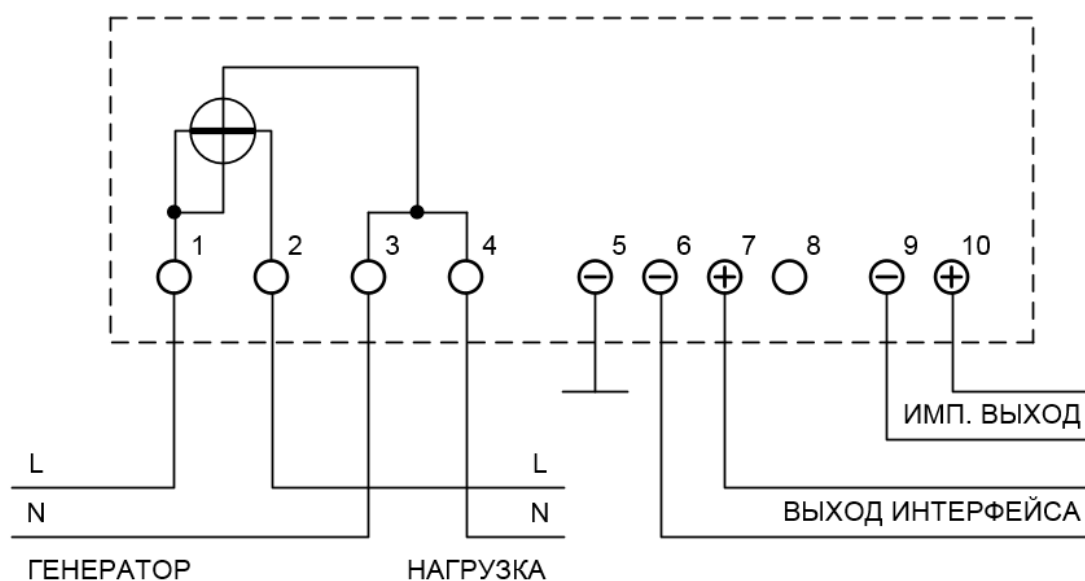 1 2 3 4 5 6 7 8 9 10
ИМП. ВЫХОД
L L
N N
ВЫХОД ИНТЕРФЕЙСА
ГЕНЕРАТОР НАГРУЗКА